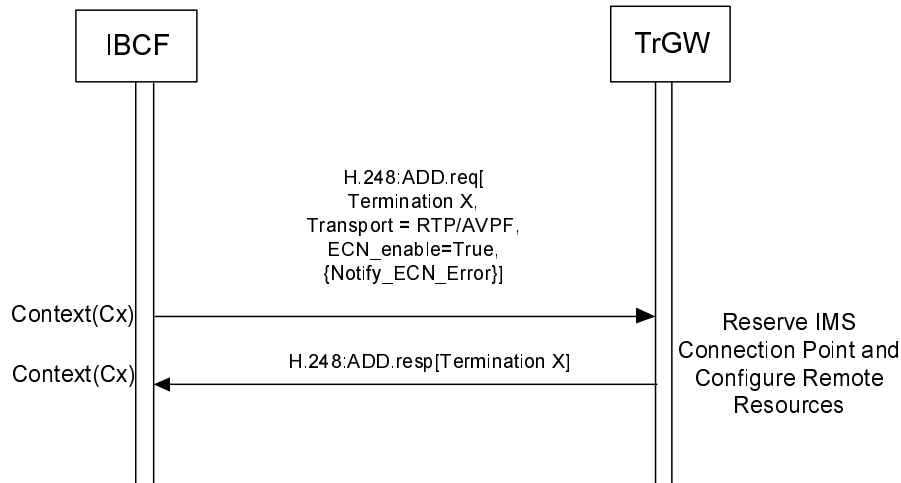 IBCF
TrGW
H.248:ADD.req[
Termination X,
Transport = RTP/AVPF,
ECN_enable=True,
{Notify_ECN_Error}]
Context(Cx)
Reserve IMS
Connection Point and
Configure Remote
Resources
H.248:ADD.resp[Termination X]
Context(Cx)